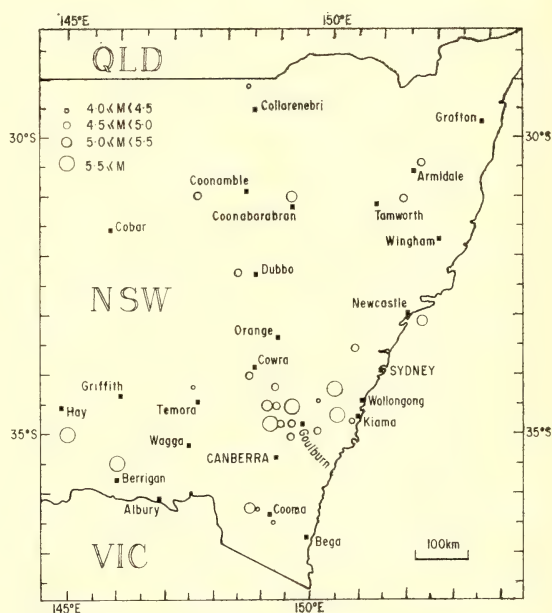 145°E 150°E
QLD
4·0≤M<4·5
4·5≤M<5·0
5·0≤M<5·5
5·5≤M
Collarenebri
Grafton
30°S 30°S
Armidale
Coonamble
Coonabarabran
Tamworth
Cobar
Wingham
Dubbo
NSW
Newcastle
Orange
Cowra
SYDNEY
Griffith
Hay
Temora
Wollongong
Kiama
35°S 35°S
Wagga
Goulburn
CANBERRA
Berrigan
Albury
Cooma
Bega
VIC
100km
145°E 150°E